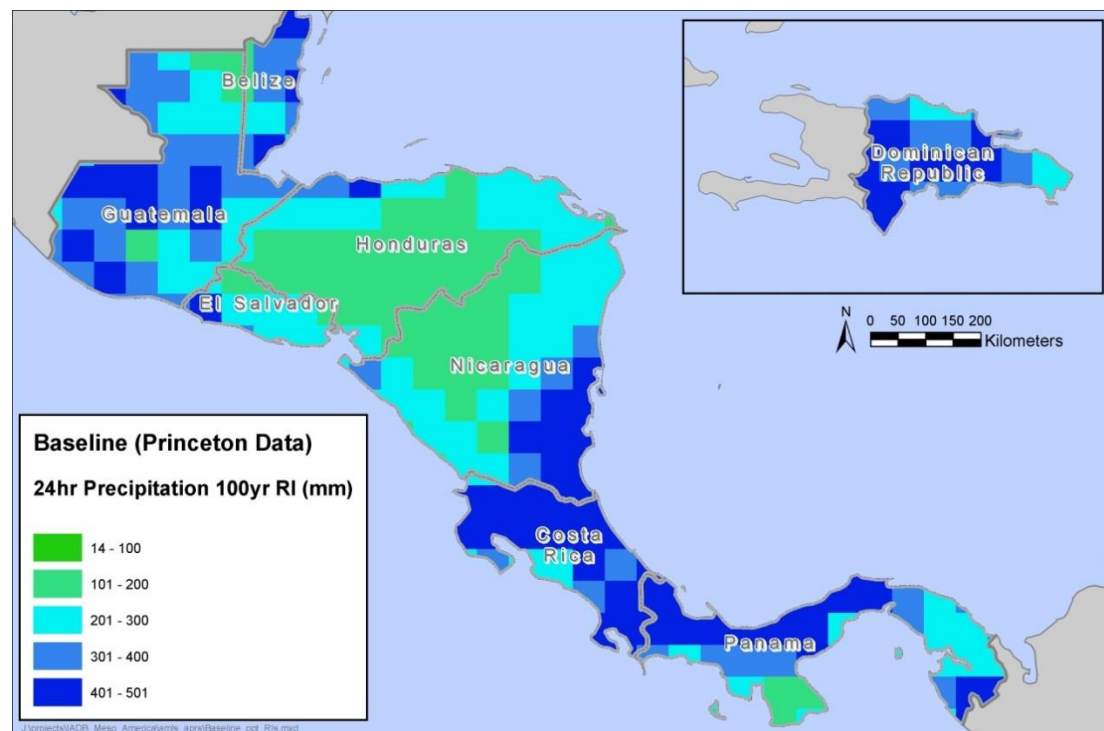 Belize
Guatemala
Honduras
El Salvador
Nicaragua
Costa
Rica
Panama
Dominican
Republic
N
0 50 100 150 200
Kilometers
Baseline (Princeton Data)
24hr Precipitation 100yr RI (mm)
14 - 100
101 - 200
201 - 300
301 - 400
401 - 501